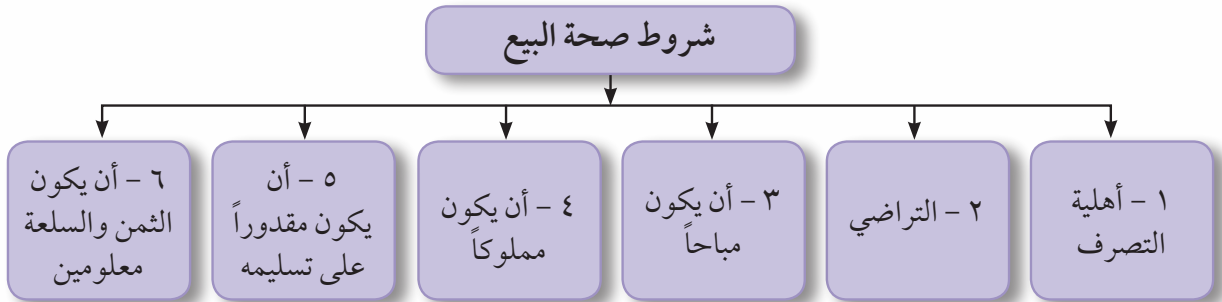 شروط صحة البيع
١ - أهلية
التصرف
٢ - التراضي
٣ - أن يكون
مباحاً
٤ - أن يكون
مملوكاً
٥ - أن
يكون مقدوراً
على تسليمه
٦ - أن يكون
الثمن والسلعة
معلومين